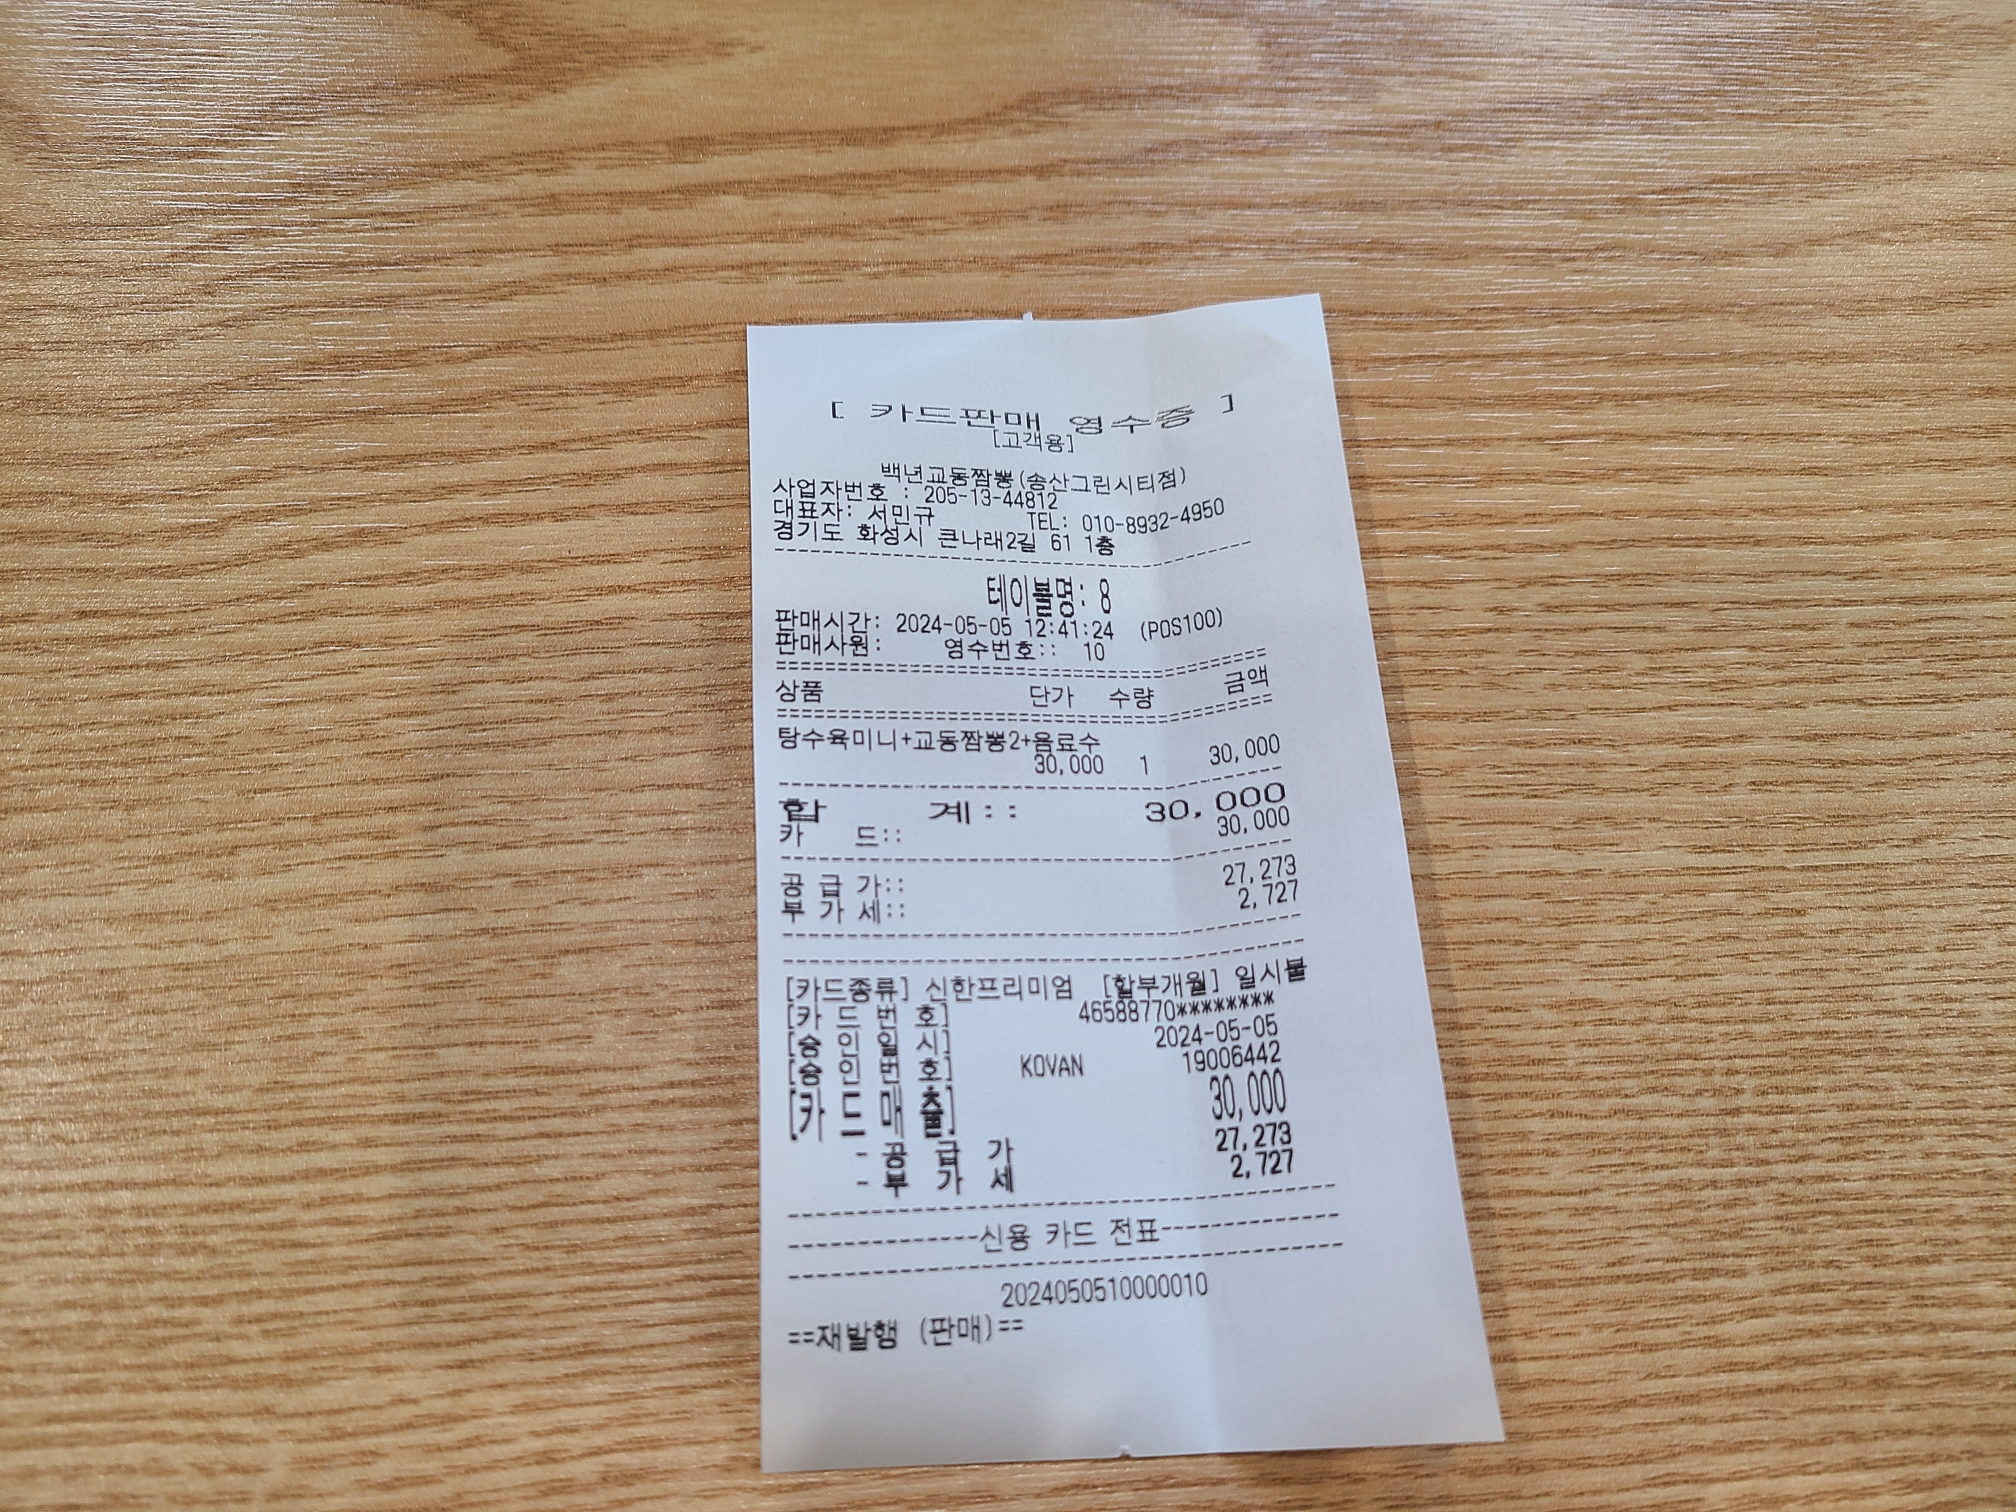 [ 카드판매 영수증 ]
[고객용]
백년교동짬뽕(송산그린시티점)
사업자번호 : 205-13-44812
대표자: 서민규 TEL: 010-8932-4950
경기도 화성시 큰나래2길 61 1층
--------------------------------
테이블명: 8
판매시간: 2024-05-05 12:41:24 (POS100)
판매사원: 영수번호:: 10
================================
상품 단가 수량 금액
================================
탕수육미니+교동짬뽕2+음료수
30,000 1 30,000
--------------------------------
합 계:: 30,000
카 드:: 30,000
--------------------------------
공 급 가:: 27,273
부 가 세:: 2,727
--------------------------------
--------------------------------
[카드종류] 신한프리미엄 [할부개월] 일시불
[카 드 번 호] 46588770********
[승 인 일 시] 2024-05-05
[승 인 번 호] KOVAN 19006442
[카 드 매 출] 30,000
- 공 급 가 27,273
- 부 가 세 2,727
--------------------------------
-------------신용 카드 전표-------------
--------------------------------
2024050510000010
==재발행 (판매)==